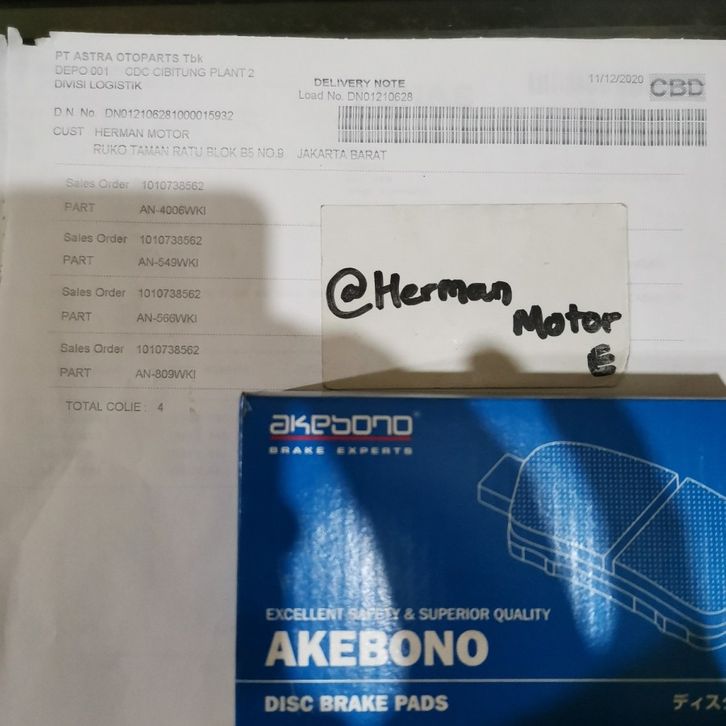 PT ASTRA OTOPARTS Tbk
DEPO 001 CDC CIBITUNG PLANT 2
DIVISI LOGISTIK
DELIVERY NOTE
Load No. DN01210628
11/12/2020 CBD
D.N No. DN012106281000015932
CUST HERMAN MOTOR
RUKO TAMAN RATU BLOK B5 NO.9 JAKARTA BARAT
Sales Order 1010738562
PART AN-4006WKI
Sales Order 1010738562
PART AN-549WKI
Sales Order 1010738562
PART AN-566WKI
Sales Order 1010738562
PART AN-809WKI
TOTAL COLIE : 4
@Herman
Motor
E
akebono
BRAKE EXPERTS
EXCELLENT SAFETY & SUPERIOR QUALITY
AKEBONO
DISC BRAKE PADS
ディス